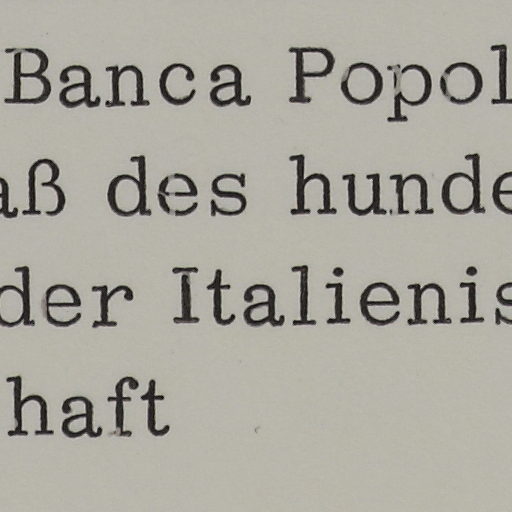 Banca Popol
aß des hunde
der Italienis
haft